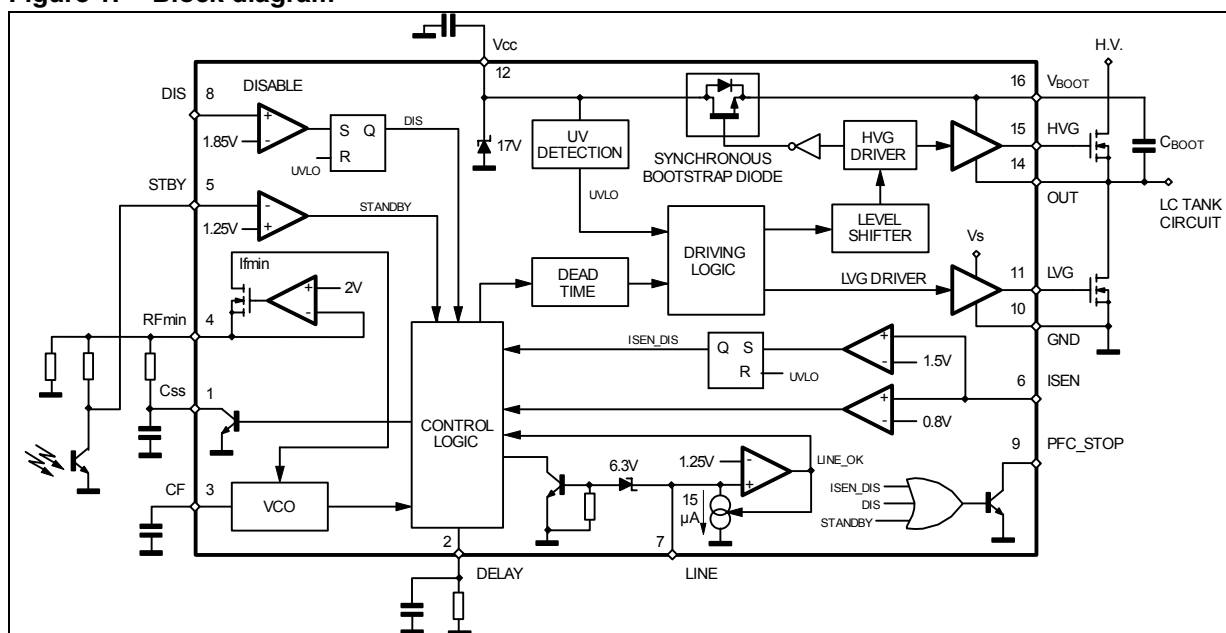 Figure 1. Block diagram
Vcc
12
H.V.
DIS
8
DISABLE
1.85V
+
-
S Q
R
UVLO
DIS
17V
UV
DETECTION
UVLO
SYNCHRONOUS
BOOTSTRAP DIODE
HVG
DRIVER
16
VBOOT
15
HVG
14
OUT
CBOOT
LC TANK
CIRCUIT
STBY
5
-
+
1.25V
STANDBY
LEVEL
SHIFTER
DRIVING
LOGIC
DEAD
TIME
Vs
LVG DRIVER
11
LVG
10
GND
Ifmin
+
-
2V
RFmin
4
ISEN_DIS
Q S
R
UVLO
+
-
1.5V
6
ISEN
+
-
0.8V
Css
1
CONTROL
LOGIC
9
PFC_STOP
6.3V
1.25V
-
+
LINE_OK
15
µA
ISEN_DIS
DIS
STANDBY
CF
3
VCO
2
DELAY
7
LINE